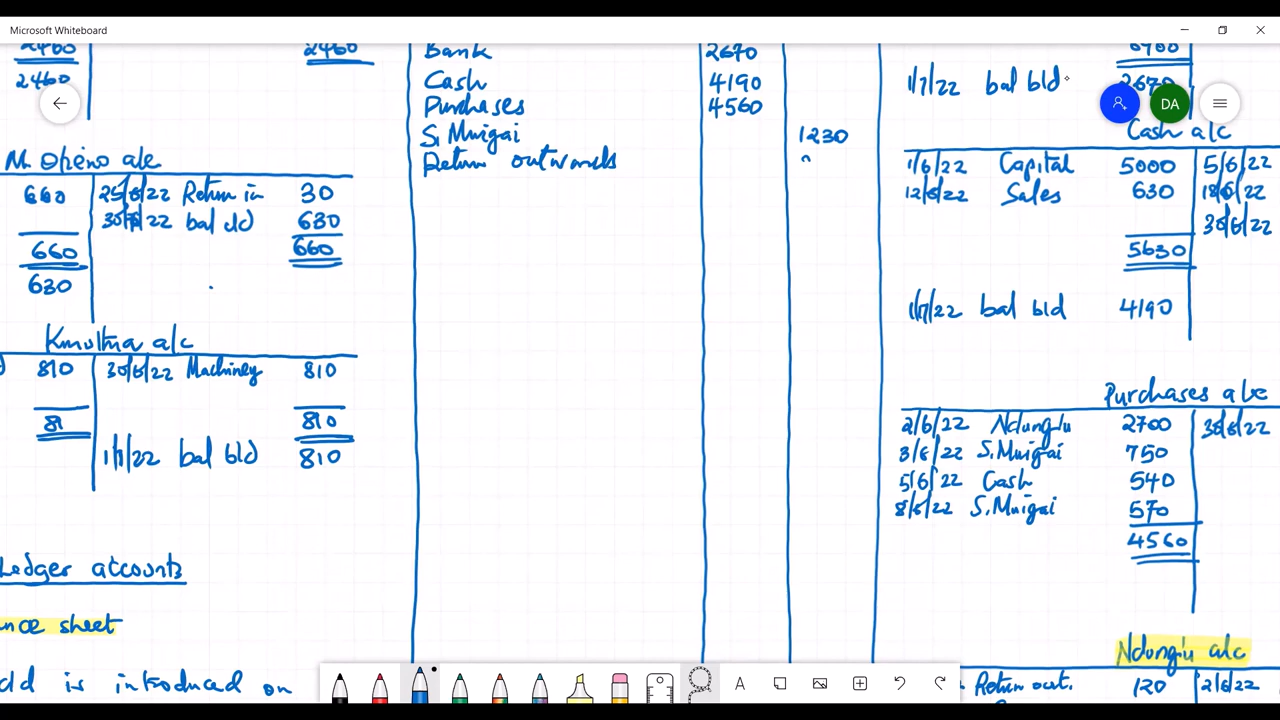 Microsoft Whiteboard
2460
2460
2460
M. Otieno a/c
660 25/6/22 Return in 30
30/6/22 bal c/d 630
660 660
630
Kmuthia a/c
810 30/6/22 Machinery 810
81 810
1/7/22 bal b/d 810
Ledger accounts
nce sheet
is introduced on
Bank 2670
Cash 4190
Purchases 4560
S. Muigai 1230
Return outwards
1/7/22 bal b/d 2670
DA
Cash a/c
1/6/22 Capital 5000 5/6/22
12/6/22 Sales 630 18/6/22
30/6/22
5630
1/7/22 bal b/d 4190
Purchases a/c
2/6/22 Ndungu 2700 30/6/22
3/6/22 S. Muigai 750
5/6/22 Cash 540
8/6/22 S. Muigai 570
4560
Ndungu a/c
Return out. 120 2/6/22